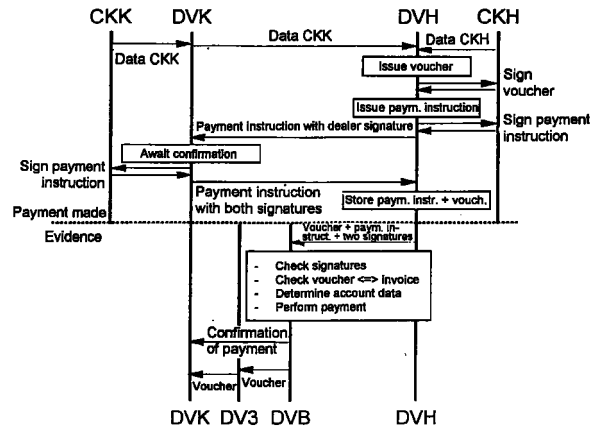 CKK DVK DVH CKH
Data CKK Data CKH
Data CKK
Issue voucher
Sign
voucher
Issue paym. instruction
Sign payment
instruction
Payment instruction with dealer signature
Await confirmation
Sign payment
instruction
Payment instruction
with both signatures
Store paym. instr. + vouch.
Payment made
Evidence
Voucher + paym. in-
struct. + two signatures
- Check signatures
- Check voucher <=> invoice
- Determine account data
- Perform payment
Confirmation
of payment
Voucher Voucher
DVK DV3 DVB DVH